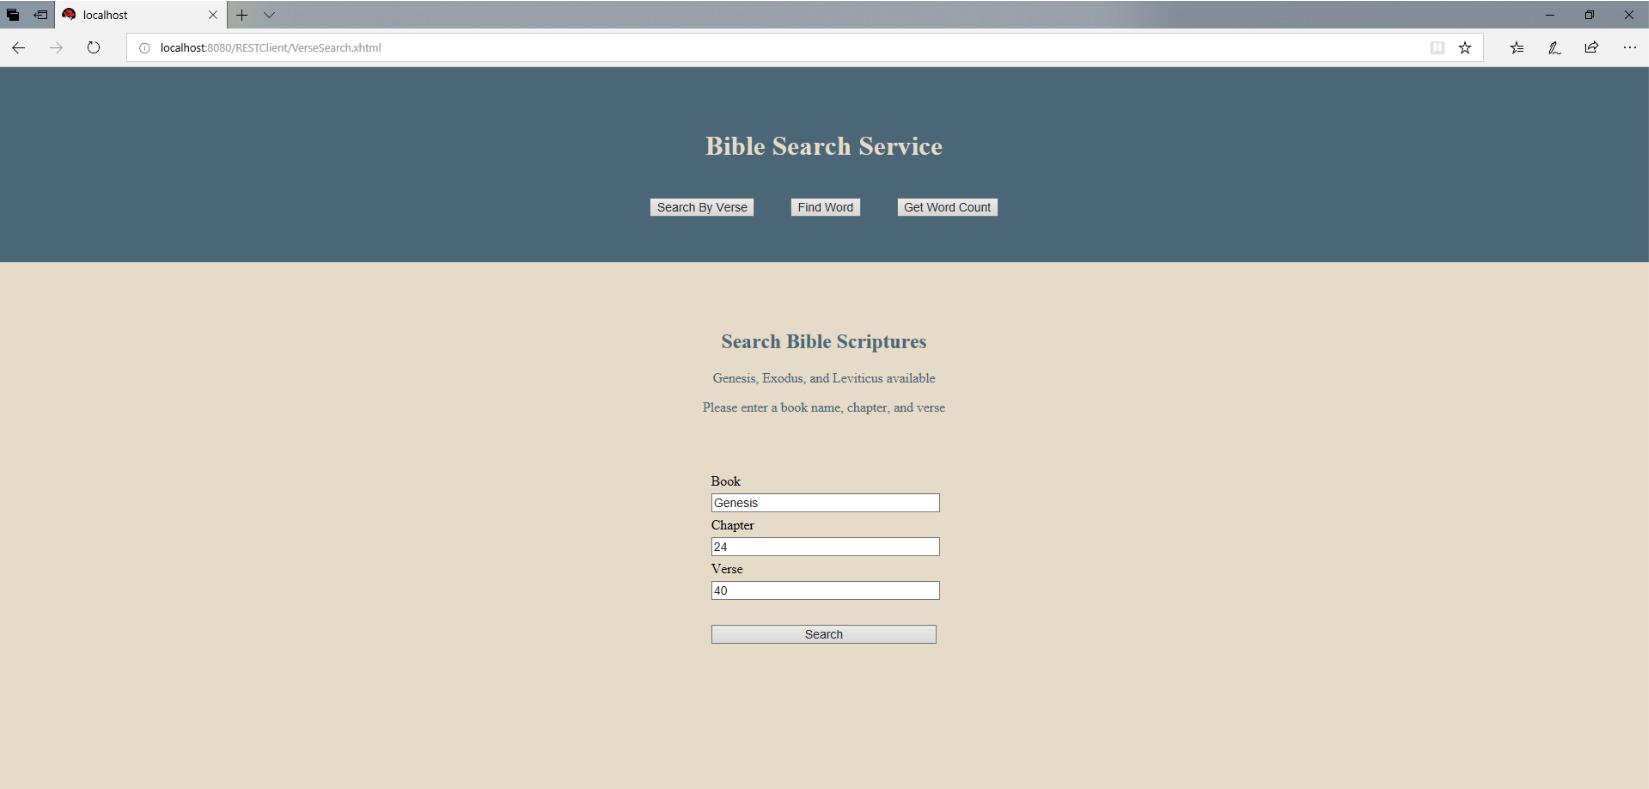 localhost
localhost:8080/RESTClient/VerseSearch.xhtml
Bible Search Service
Search By Verse Find Word Get Word Count
Search Bible Scriptures
Genesis, Exodus, and Leviticus available
Please enter a book name, chapter, and verse
Book
Genesis
Chapter
24
Verse
40
Search